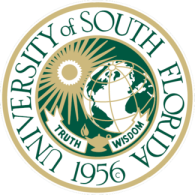 UNIVERSITY of SOUTH FLORIDA
TRUTH WISDOM
1956